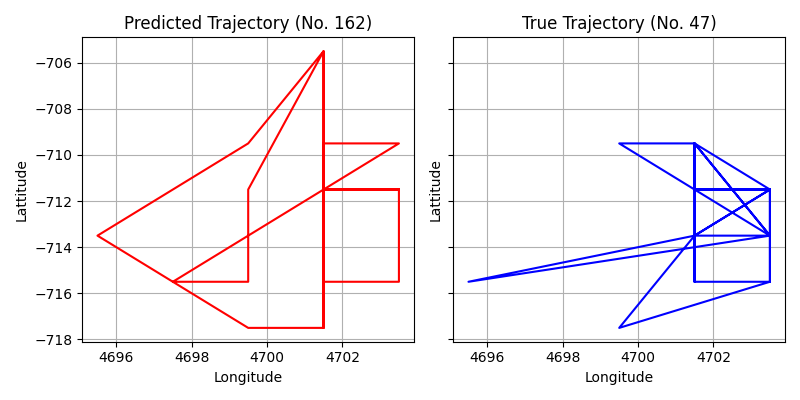 Predicted Trajectory (No. 162)
True Trajectory (No. 47)
Lattitude
−706
−708
−710
−712
−714
−716
−718
4696
4698
4700
4702
Longitude
Lattitude
4696
4698
4700
4702
Longitude